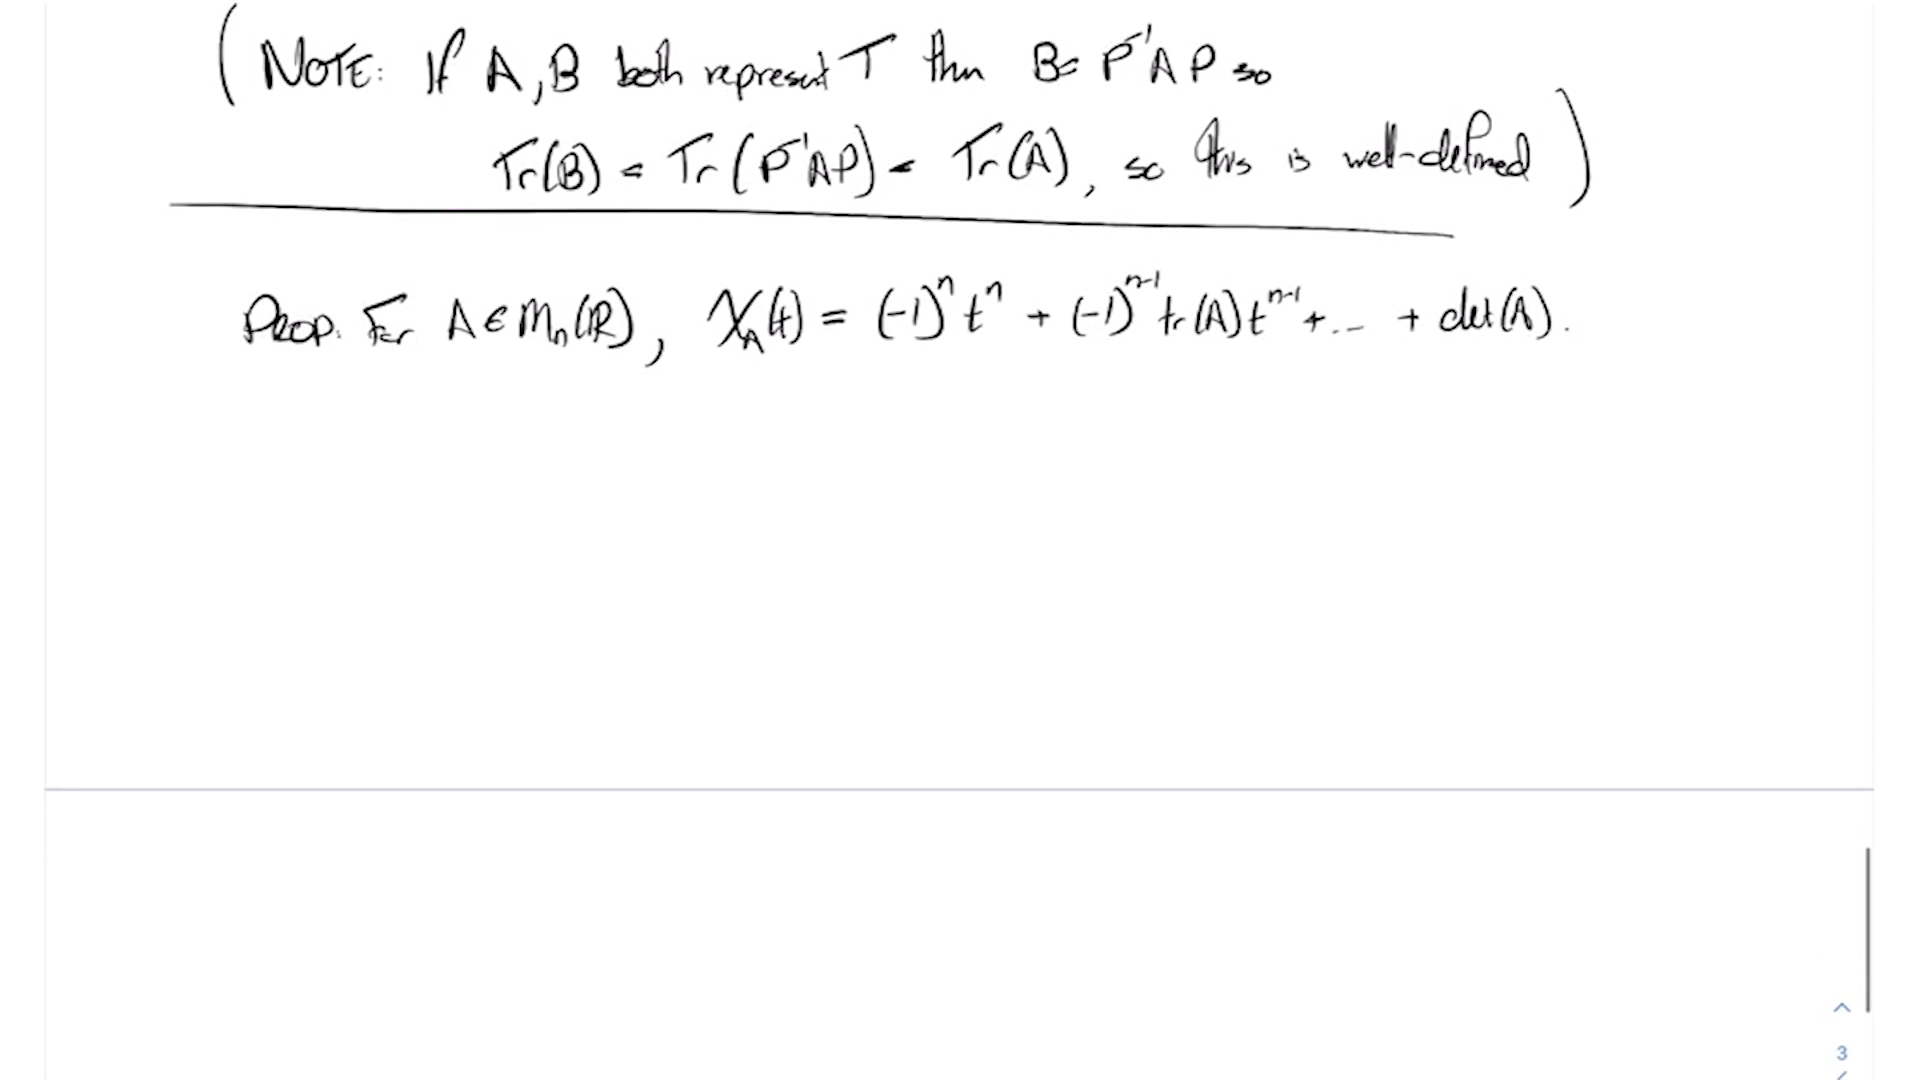 (NOTE: If A, B both represent T then B = P⁻¹AP so
Tr(B) = Tr(P⁻¹AP) = Tr(A), so this is well-defined)
PROP. For A ∈ Mₙ(ℝ), χ_A(t) = (-1)ⁿtⁿ + (-1)ⁿ⁻¹tr(A)tⁿ⁻¹ + ... + det(A).
3